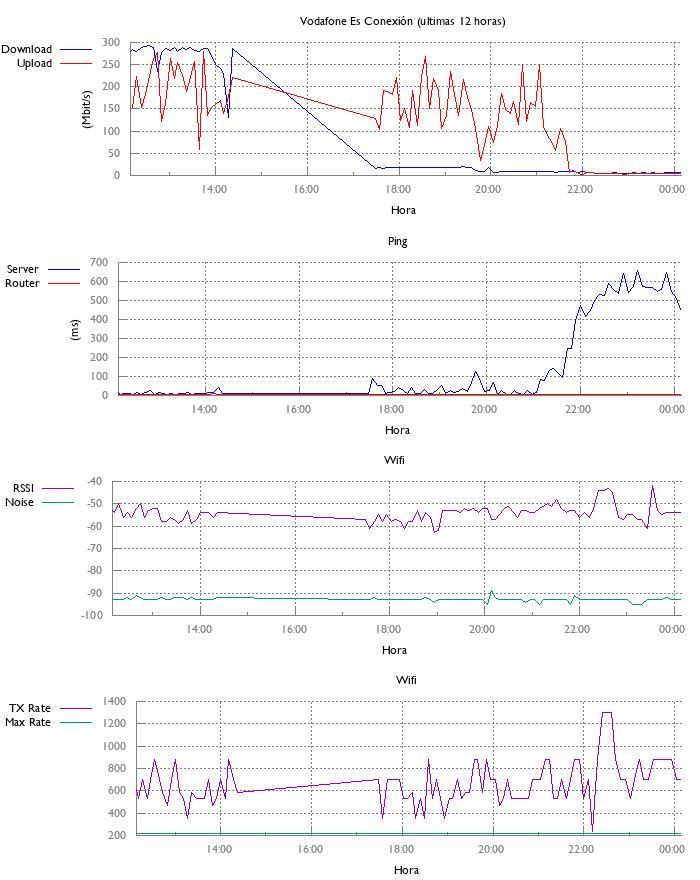 Vodafone Es Conexión (ultimas 12 horas)
Download
Upload
300
250
200
150
100
50
0
(Mbit/s)
14:00 16:00 18:00 20:00 22:00 00:00
Hora
Ping
Server
Router
700
600
500
400
300
200
100
0
(ms)
14:00 16:00 18:00 20:00 22:00 00:00
Hora
Wifi
RSSI
Noise
-40
-50
-60
-70
-80
-90
-100
14:00 16:00 18:00 20:00 22:00 00:00
Hora
Wifi
TX Rate
Max Rate
1400
1200
1000
800
600
400
200
14:00 16:00 18:00 20:00 22:00 00:00
Hora